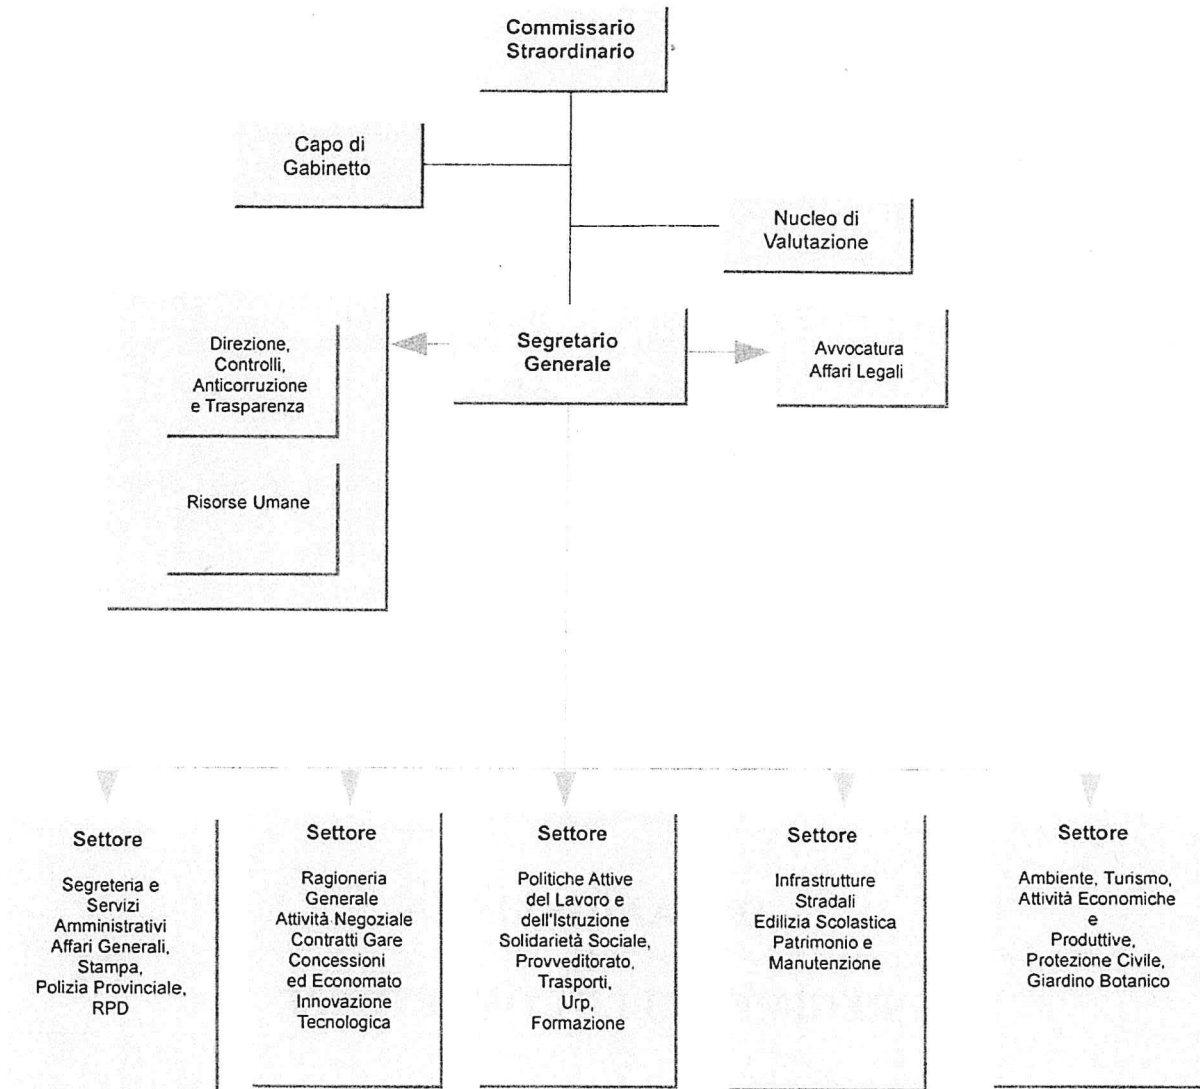 Commissario
Straordinario
Capo di
Gabinetto
Nucleo di
Valutazione
Segretario
Generale
Direzione,
Controlli,
Anticorruzione
e Trasparenza
Avvocatura
Affari Legali
Risorse Umane
Settore
Segreteria e
Servizi
Amministrativi
Affari Generali,
Stampa,
Polizia Provinciale,
RPD
Settore
Ragioneria
Generale
Attività Negoziale
Contratti Gare
Concessioni
ed Economato
Innovazione
Tecnologica
Settore
Politiche Attive
del Lavoro e
dell'Istruzione
Solidarietà Sociale,
Provveditorato,
Trasporti,
Urp,
Formazione
Settore
Infrastrutture
Stradali
Edilizia Scolastica
Patrimonio e
Manutenzione
Settore
Ambiente, Turismo,
Attività Economiche
e
Produttive,
Protezione Civile,
Giardino Botanico